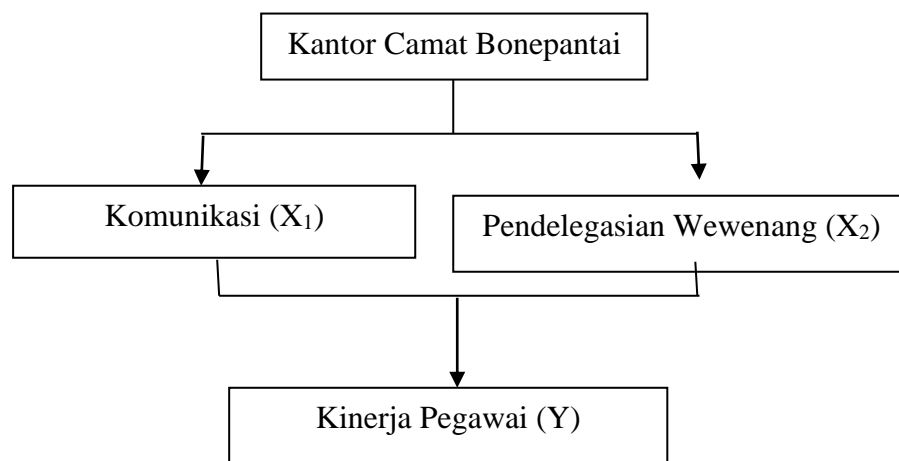 Kantor Camat Bonepantai
Komunikasi (X₁)
Pendelegasian Wewenang (X₂)
Kinerja Pegawai (Y)